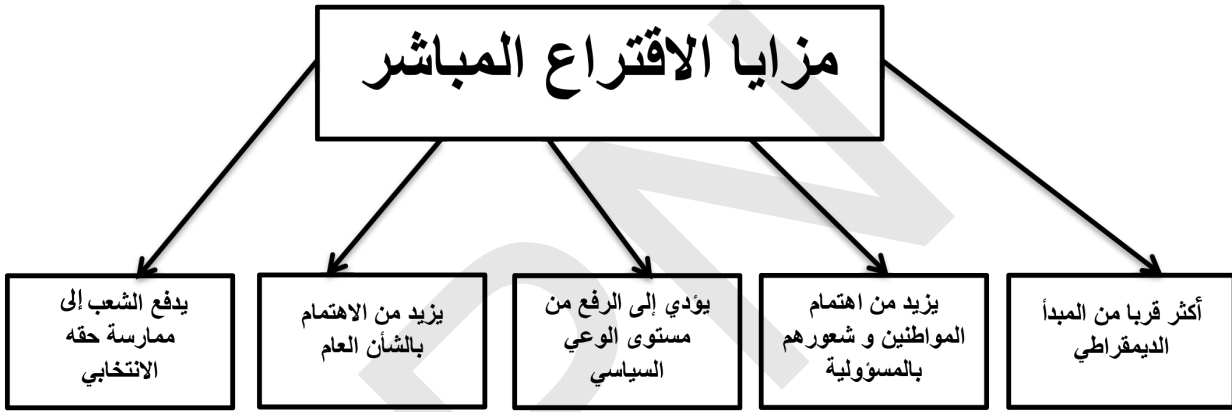 مزايا الاقتراع المباشر
أكثر قربا من المبدأ
الديمقراطي
يزيد من اهتمام
المواطنين و شعورهم
بالمسؤولية
يؤدي إلى الرفع من
مستوى الوعي
السياسي
يزيد من الاهتمام
بالشأن العام
يدفع الشعب إلى
ممارسة حقه
الانتخابي